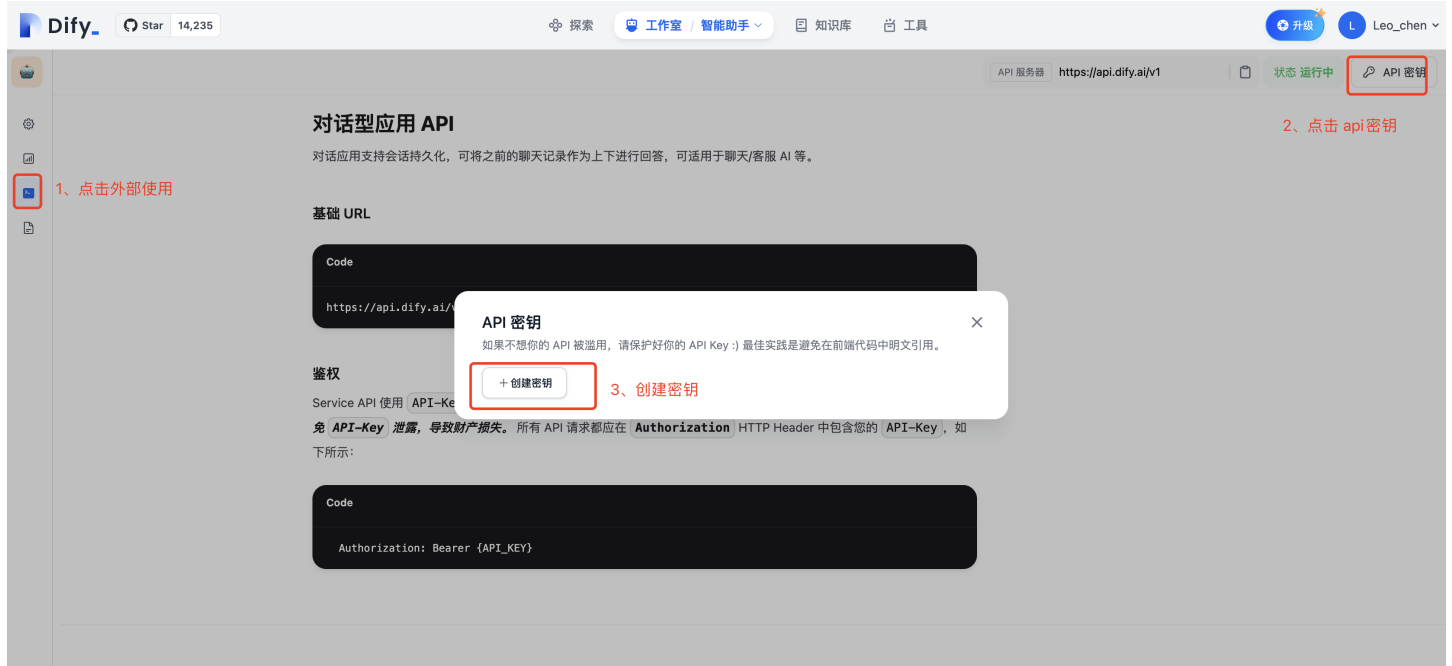 Dify_
Star 14,235
探索
工作室 / 智能助手
知识库
工具
升级
L Leo_chen
API 服务器 https://api.dify.ai/v1
状态 运行中
API 密钥
2、点击 api密钥
1、点击外部使用
对话型应用 API
对话应用支持会话持久化，可将之前的聊天记录作为上下进行回答，可适用于聊天/客服 AI 等。
基础 URL
Code
https://api.dify.ai/
API 密钥
如果不想你的 API 被滥用，请保护好你的 API Key :) 最佳实践是避免在前端代码中明文引用。
+ 创建密钥
3、创建密钥
鉴权
Service API 使用 API-Ke
免 API-Key 泄露，导致财产损失。 所有 API 请求都应在 Authorization HTTP Header 中包含您的 API-Key，如
下所示：
Code
Authorization: Bearer {API_KEY}